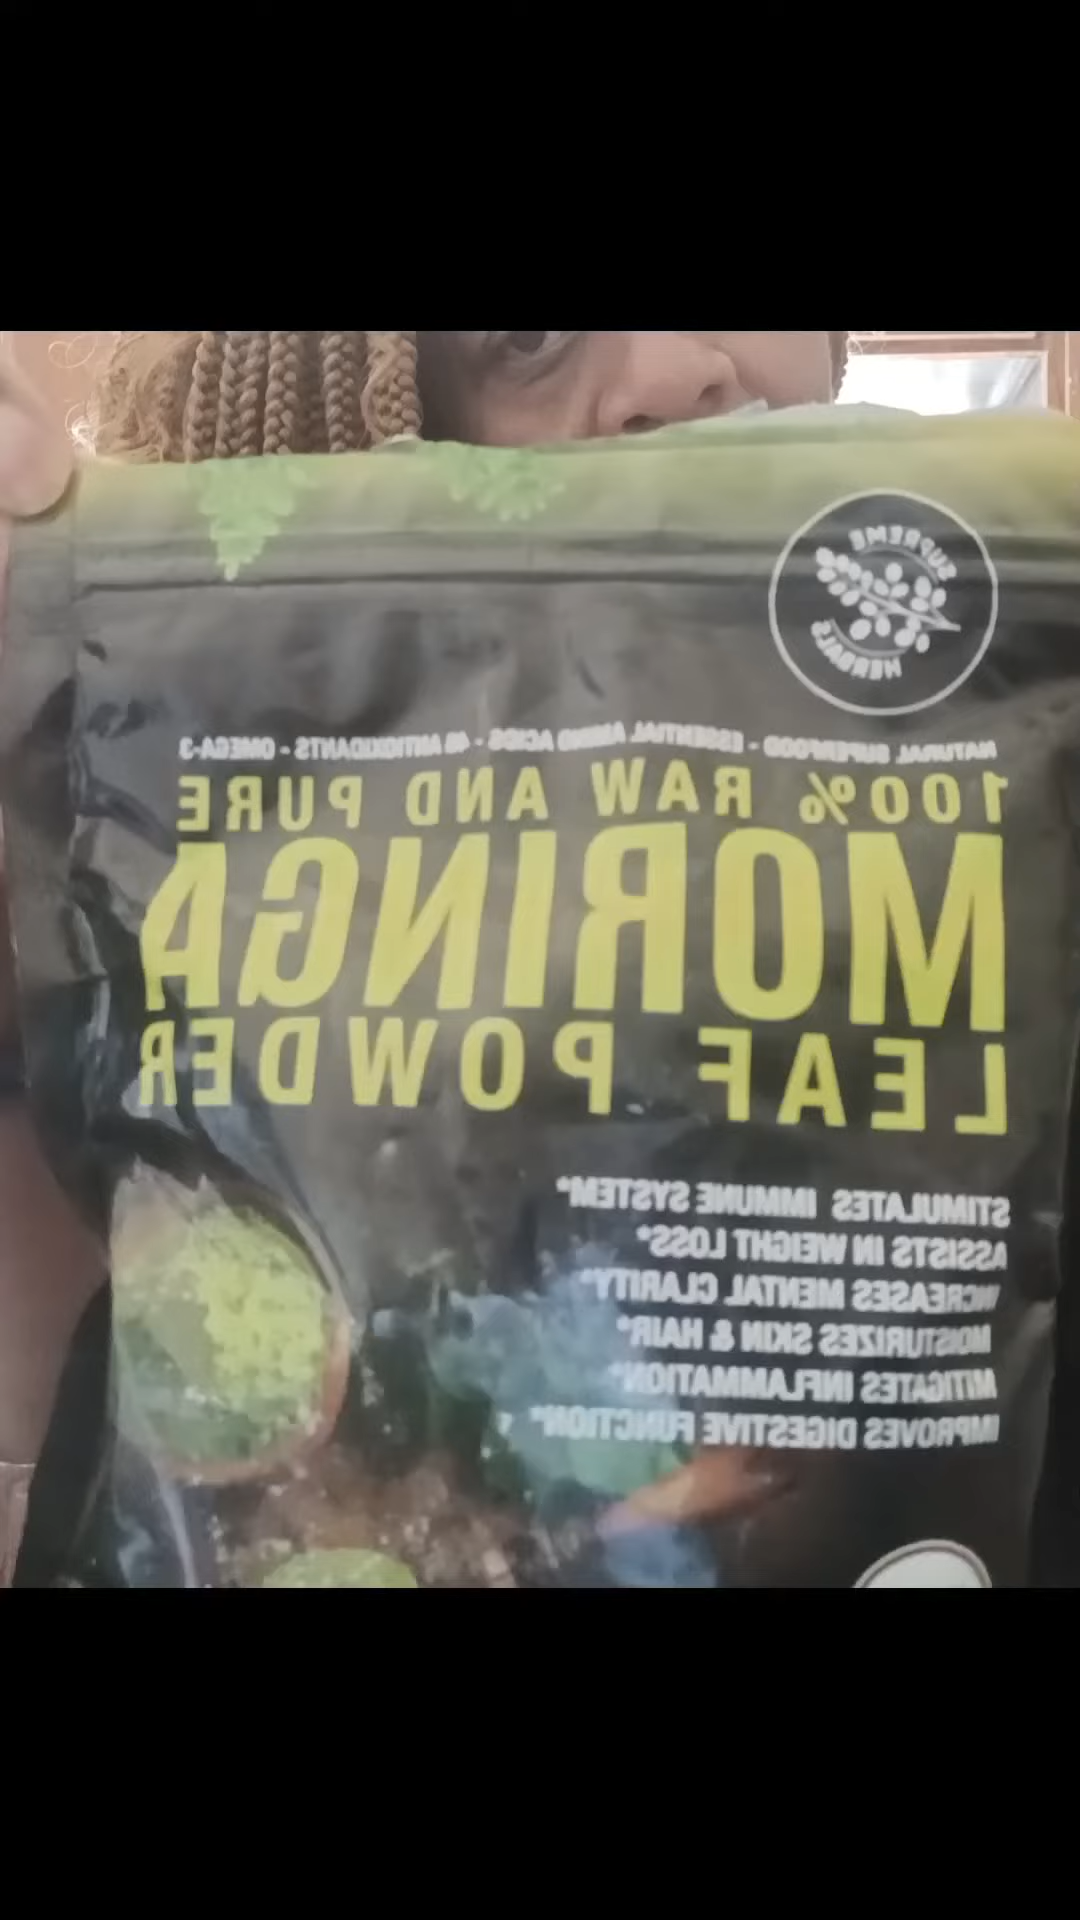 SUPREME
HERBALS
NATURAL SUPERFOOD - ESSENTIAL AMINO ACIDS - 46 ANTIOXIDANTS - OMEGA-3
100% RAW AND PURE
MORINGA
LEAF POWDER
STIMULATES IMMUNE SYSTEM*
ASSISTS IN WEIGHT LOSS*
INCREASES MENTAL CLARITY*
MOISTURIZES SKIN & HAIR*
MITIGATES INFLAMMATION*
IMPROVES DIGESTIVE FUNCTION*